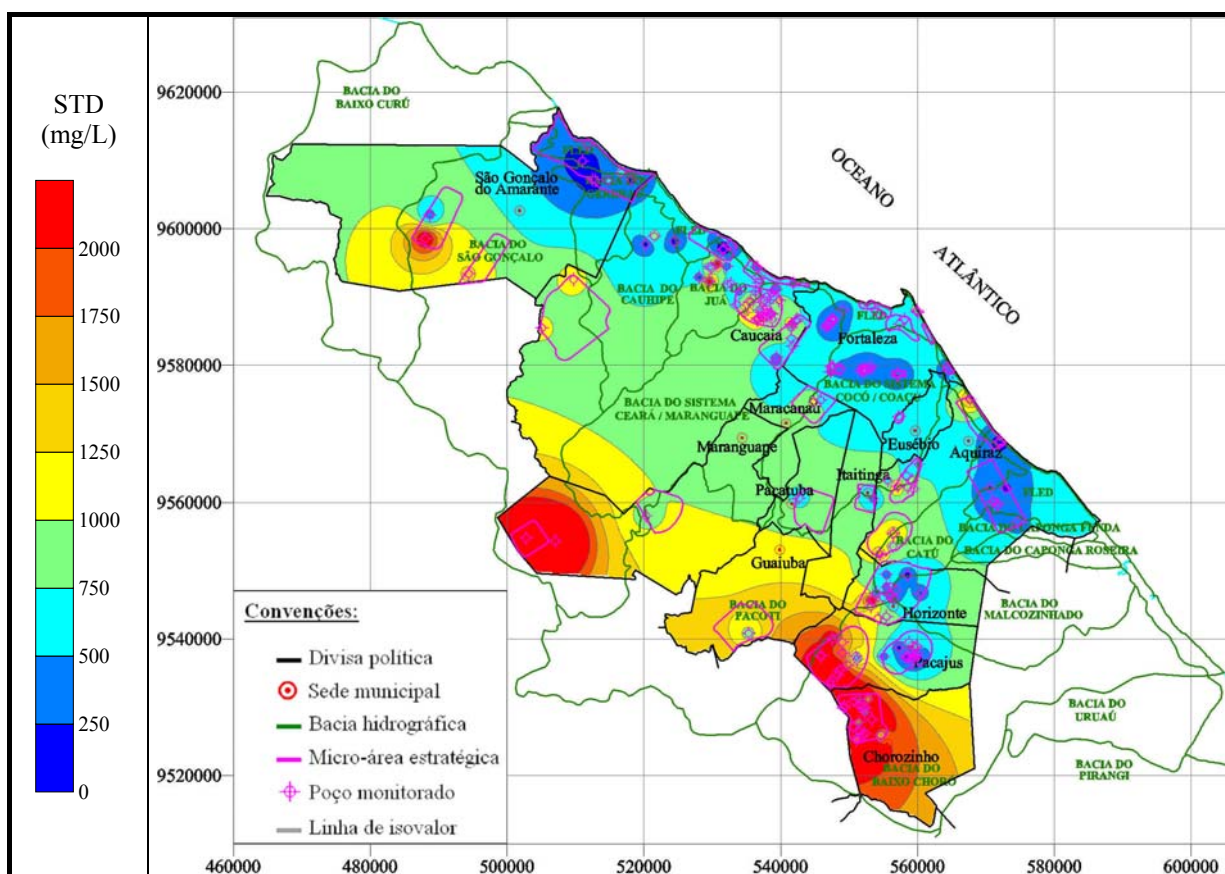 STD
(mg/L)
2000
1750
1500
1250
1000
750
500
250
0
9620000
9600000
9580000
9560000
9540000
9520000
460000
480000
500000
520000
540000
560000
580000
600000
BACIA DO
BAIXO CURÚ
OCEANO
ATLÂNTICO
FLED
São Gonçalo
do Amarante
BACIA DO
SÃO GONÇALO
FLED
BACIA DO
CAUHIPE
BACIA DO
JUÁ
Caucaia
FLED
Fortaleza
BACIA DO SISTEMA
COCÓ / COAÇU
BACIA DO SISTEMA
CEARÁ / MARANGUAPE
Maracanaú
Maranguape
Eusébio
Aquiraz
Itaitinga
Pacatuba
FLED
BACIA DO CAPONGA FUNDA
BACIA DO CAPONGA ROSEIRA
BACIA DO
CATÚ
Guaiuba
Horizonte
BACIA DO
MALCOZINHADO
BACIA DO
PACOTI
Pacajus
BACIA DO
URUAÚ
BACIA DO
PIRANGI
Chorozinho
BACIA DO
BAIXO CHORO
Convenções:
Divisa política
Sede municipal
Bacia hidrográfica
Micro-área estratégica
Poço monitorado
Linha de isovalor